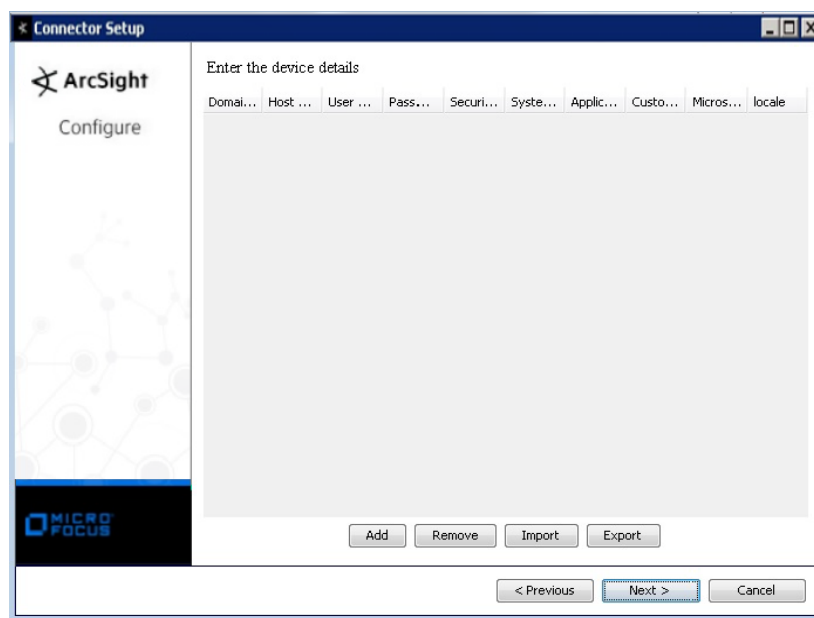 Connector Setup
ArcSight
Configure
Enter the device details
Domai... Host ... User ... Pass... Securi... Syste... Applic... Custo... Micros... locale
MICRO
FOCUS
Add Remove Import Export
< Previous Next > Cancel